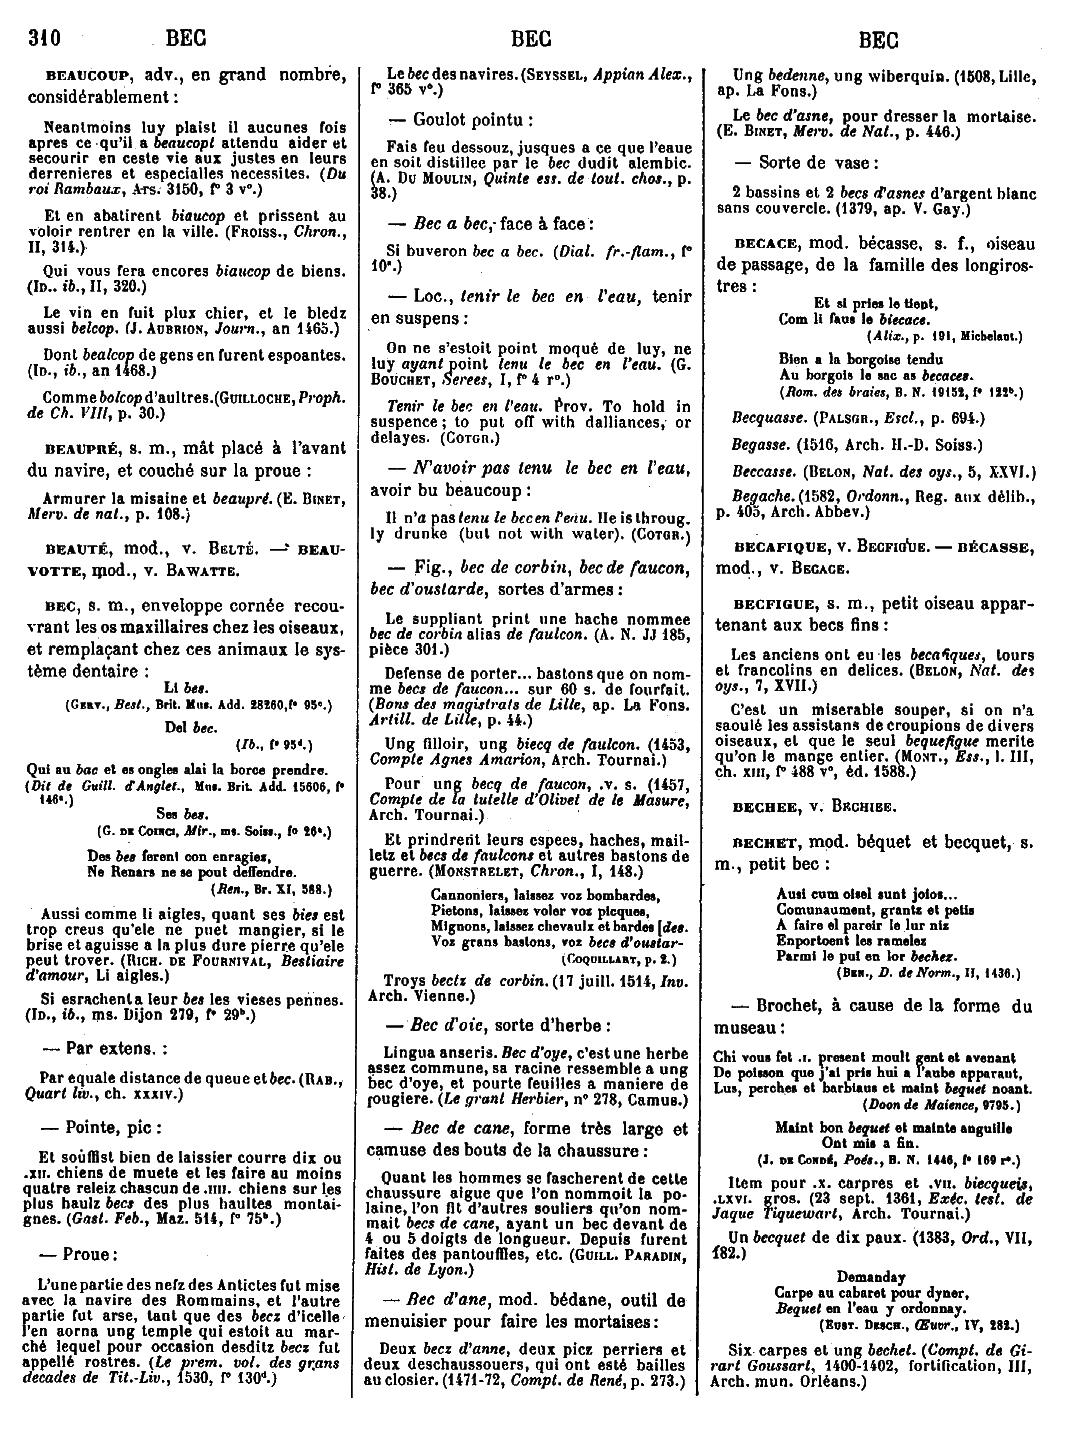 310 BEC BEC BEC
BEAUCOUP, adv., en grand nombre,
considérablement :
Neantmoins luy plaist il aucunes fois
apres ce qu'il a beaucopt attendu aider et
secourir en ceste vie aux justes en leurs
derrenieres et especialles necessites. (Du
roi Rambaux, Ars. 3150, f° 3 v°.)
Et en abatirent biaucop et prissent au
voloir rentrer en la ville. (FROISS., Chron.,
II, 314.)
Qui vous fera encores biaucop de biens.
(ID.. ib., II, 320.)
Le vin en fuit plux chier, et le bledz
aussi belcop. (J. AUBRION, Journ., an 1465.)
Dont bealcop de gens en furent espoantes.
(ID., ib., an 1468.)
Comme bolcop d'aultres. (GUILLOCHE, Proph.
de Ch. VIII, p. 30.)
BEAUPRÉ, s. m., mât placé à l'avant
du navire, et couché sur la proue :
Armurer la misaine et beaupré. (E. BINET,
Merv. de nat., p. 108.)
BEAUTÉ, mod., v. BELTÉ. — BEAU-
VOTTE, mod., v. BAWATTE.
BEC, s. m., enveloppe cornée recou-
vrant les os maxillaires chez les oiseaux,
et remplaçant chez ces animaux le sys-
tème dentaire :
Li bes.
(GERV., Best., Brit. Mus. Add. 28260, f° 95c.)
Del bec.
(Ib., f° 95d.)
Qui au bac et es ongles alai la borce prendre.
(Dit de Guill. d'Anglet., Mus. Brit. Add. 15606, f°
146a.)
Ses bes.
(G. DE COINCI, Mir., ms. Soiss., fo 26a.)
Des bes ferent con enragiez,
Ne Renars ne se pout deffendre.
(Ren., Br. XI, 588.)
Aussi comme li aigles, quant ses bies est
trop creus qu'ele ne puet mangier, si le
brise et aguisse a la plus dure pierre qu'ele
peut trover. (RICH. DE FOURNIVAL, Bestiaire
d'amour, Li aigles.)
Si esrachent a leur bes les vieses pennes.
(ID., ib., ms. Dijon 279, f° 29b.)
— Par extens. :
Par equale distance de queue et bec. (RAB.,
Quart liv., ch. XXXIV.)
— Pointe, pic :
Et souffist bien de laissier courre dix ou
.XII. chiens de muete et les faire au moins
quatre releiz chascun de .IIII. chiens sur les
plus haulz becs des plus haultes montai-
gnes. (Gast. Feb., Maz. 514, f° 75b.)
— Proue :
L'une partie des nefz des Antictes fut mise
avec la navire des Rommains, et l'autre
partie fut arse, tant que des becz d'icelle
l'en aorna ung temple qui estoit au mar-
ché lequel pour occasion desditz becz fut
appellé rostres. (Le prem. vol. des grans
decades de Tit.-Liv., 1530, f° 130d.)
Le bec des navires. (SEYSSEL, Appian Alex.,
f° 365 v°.)
— Goulot pointu :
Fais feu dessouz, jusques a ce que l'eaue
en soit distillee par le bec dudit alembic.
(A. DU MOULIN, Quinte ess. de tout. chos., p.
38.)
— Bec a bec, face à face :
Si buveron bec a bec. (Dial. fr.-flam., f°
10c.)
— Loc., tenir le bec en l'eau, tenir
en suspens :
On ne s'estoit point moqué de luy, ne
luy ayant point tenu le bec en l'eau. (G.
BOUCHET, Serees, I, f° 4 r°.)
Tenir le bec en l'eau. Prov. To hold in
suspence ; to put off with dalliances, or
delayes. (COTGR.)
— N'avoir pas tenu le bec en l'eau,
avoir bu beaucoup :
Il n'a pas tenu le bec en l'eau. He is throug.
ly drunke (but not with water). (COTGR.)
— Fig., bec de corbin, bec de faucon,
bec d'oustarde, sortes d'armes :
Le suppliant print une hache nommee
bec de corbin alias de faulcon. (A. N. JJ 185,
pièce 301.)
Defense de porter... bastons que on nom-
me becs de faucon... sur 60 s. de fourfait.
(Bons des magistrats de Lille, ap. La Fons.
Artill. de Lille, p. 44.)
Ung filloir, ung biecq de faulcon. (1453,
Compte Agnes Amarion, Arch. Tournai.)
Pour ung becq de faucon, .v. s. (1457,
Compte de la tutelle d'Olivet de le Masure,
Arch. Tournai.)
Et prindrent leurs espees, haches, mail-
letz et becs de faulcons et autres bastons de
guerre. (MONSTRELET, Chron., I, 148.)
Cannoniers, laissez voz bombardes,
Pietons, laissez voler voz picques,
Mignons, laissez chevaulx et bardes [des.
Voz grans bastons, voz becs d'oustar-
(COQUILLART, p. 2.)
Troys bectz de corbin. (17 juill. 1514, Inv.
Arch. Vienne.)
— Bec d'oie, sorte d'herbe :
Lingua anseris. Bec d'oye, c'est une herbe
assez commune, sa racine ressemble a ung
bec d'oye, et pourte feuilles a maniere de
fougiere. (Le grant Herbier, n° 278, Camus.)
— Bec de cane, forme très large et
camuse des bouts de la chaussure :
Quant les hommes se fascherent de cette
chaussure aigue que l'on nommoit la po-
laine, l'on fit d'autres souliers qu'on nom-
mait becs de cane, ayant un bec devant de
4 ou 5 doigts de longueur. Depuis furent
faites des pantouffles, etc. (GUILL. PARADIN,
Hist. de Lyon.)
— Bec d'ane, mod. bédane, outil de
menuisier pour faire les mortaises :
Deux becz d'anne, deux picz perriers et
deux deschaussouers, qui ont esté bailles
au closier. (1471-72, Compt. de René, p. 273.)
Ung bedenne, ung wiberquin. (1508, Lille,
ap. La Fons.)
Le bec d'asne, pour dresser la mortaise.
(E. BINET, Merv. de Nat., p. 446.)
— Sorte de vase :
2 bassins et 2 becs d'asnes d'argent blanc
sans couvercle. (1379, ap. V. Gay.)
BECACE, mod. bécasse, s. f., oiseau
de passage, de la famille des longiros-
tres :
Et si pries le tient,
Com li faus le biecace.
(Alix., p. 191, Michelant.)
Bien a la borgoise tendu
Au borgois le sac as becaces.
(Rom. des braies, B. N. 19152, f° 122b.)
Becquasse. (PALSGR., Escl., p. 694.)
Begasse. (1516, Arch. H.-D. Soiss.)
Beccasse. (BELON, Nat. des oys., 5, XXVI.)
Begache. (1582, Ordonn., Reg. aux délib.,
p. 405, Arch. Abbev.)
BECAFIQUE, v. BECFIGUE. — BÉCASSE,
mod., v. BECACE.
BECFIGUE, s. m., petit oiseau appar-
tenant aux becs fins :
Les anciens ont eu les becafiques, tours
et francolins en delices. (BELON, Nat. des
oys., 7, XVII.)
C'est un miserable souper, si on n'a
saoulé les assistans de croupions de divers
oiseaux, et que le seul bequefigue merite
qu'on le mange entier. (MONT., Ess., l. III,
ch. XIII, f° 488 v°, éd. 1588.)
BECHEE, v. BECHIEE.
BECHET, mod. béquet et becquet, s.
m., petit bec :
Ausi cum oisel sunt joios...
Comunaument, grantz et petis
A faire el pareir le lur niz
Enportoent les ramelez
Parmi le pui en lor bechez.
(BEN., D. de Norm., II, 1436.)
— Brochet, à cause de la forme du
museau :
Chi vous fet .I. present moult gent et avenant
De poisson que j'ai pris hui a l'aube apparaut,
Lus, perches et barbiaus et maint bequet noant.
(Doon de Maience, 9795.)
Maint bon bequet et mainte anguille
Ont mis a fin.
(J. DE CONDÉ, Poés., B. N. 1446, f° 169 r°.)
Item pour .x. carpres et .VII. biecqueis,
.LXVI. gros. (23 sept. 1361, Exéc. test. de
Jaque Tiquewart, Arch. Tournai.)
Un becquet de dix paux. (1383, Ord., VII,
182.)
Demanday
Carpe au cabaret pour dyner,
Bequet en l'eau y ordonnay.
(EUST. DESCH., Œuvr., IV, 282.)
Six carpes et ung bechet. (Compt. de Gi-
rart Goussart, 1400-1402, fortification, III,
Arch. mun. Orléans.)